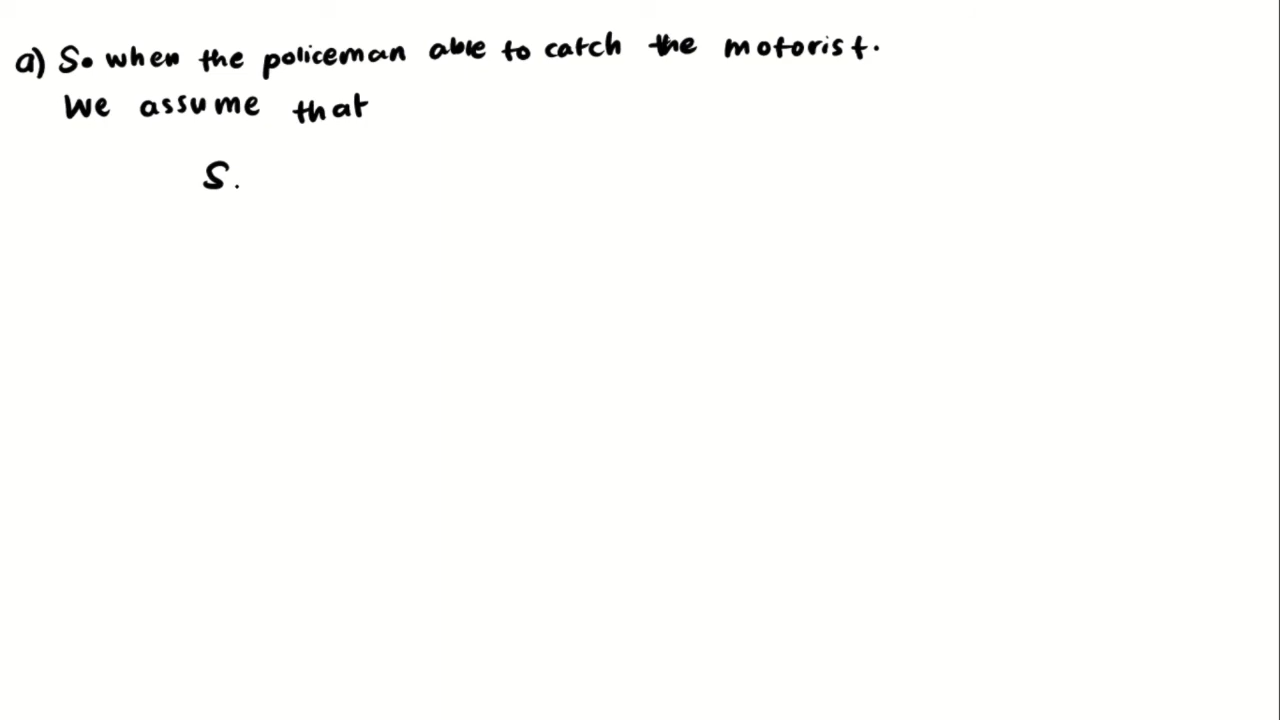 a) So when the policeman able to catch the motorist.
We assume that
S.